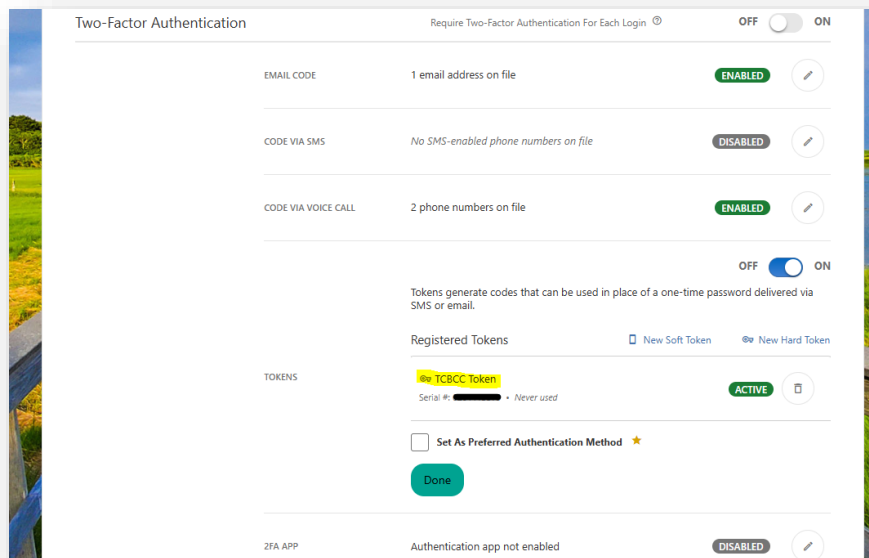 Two-Factor Authentication
Require Two-Factor Authentication For Each Login ?
OFF ON
EMAIL CODE
1 email address on file
ENABLED
CODE VIA SMS
No SMS-enabled phone numbers on file
DISABLED
CODE VIA VOICE CALL
2 phone numbers on file
ENABLED
OFF ON
Tokens generate codes that can be used in place of a one-time password delivered via
SMS or email.
Registered Tokens
New Soft Token
New Hard Token
TOKENS
TCBCC Token
Serial #: • Never used
ACTIVE
Set As Preferred Authentication Method
Done
2FA APP
Authentication app not enabled
DISABLED